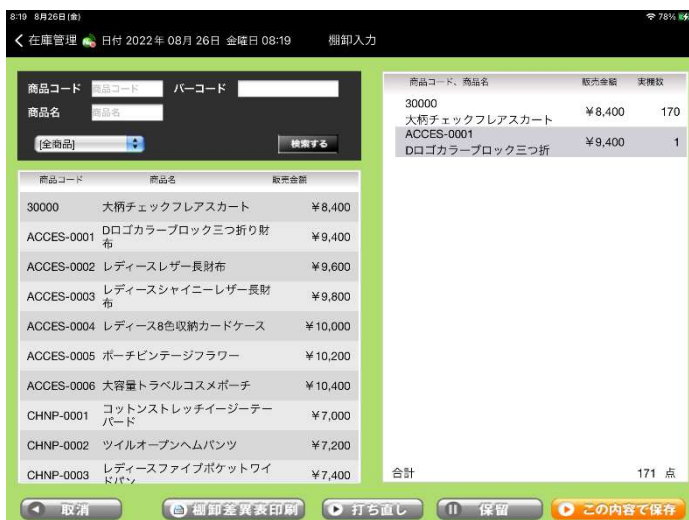 8:19 8月26日(金)
78%
在庫管理 日付 2022年 08月 26日 金曜日 08:19 棚卸入力
商品コード 商品コード バーコード
商品名 商品名
[全商品] 検索する
商品コード 商品名 販売金額
30000 大柄チェックフレアスカート ¥8,400
ACCES-0001 Dロゴカラーブロック三つ折り財
布 ¥9,400
ACCES-0002 レディースレザー長財布 ¥9,600
ACCES-0003 レディースシャイニーレザー長財
布 ¥9,800
ACCES-0004 レディース8色収納カードケース ¥10,000
ACCES-0005 ポーチビンテージフラワー ¥10,200
ACCES-0006 大容量トラベルコスメポーチ ¥10,400
CHNP-0001 コットンストレッチイージーテー
パード ¥7,000
CHNP-0002 ツイルオープンヘムパンツ ¥7,200
CHNP-0003 レディースファイブポケットワイ
ドパン ¥7,400
商品コード、商品名 販売金額 実棚数
30000
大柄チェックフレアスカート ¥8,400 170
ACCES-0001
Dロゴカラーブロック三つ折 ¥9,400 1
合計 171 点
取消 棚卸差異表印刷 打ち直し 保留 この内容で保存